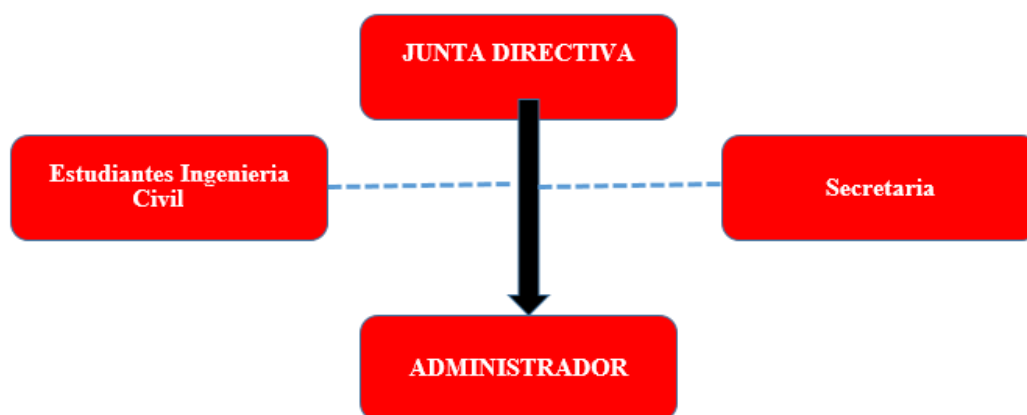 JUNTA DIRECTIVA
Estudiantes Ingenieria
Civil
Secretaria
ADMINISTRADOR